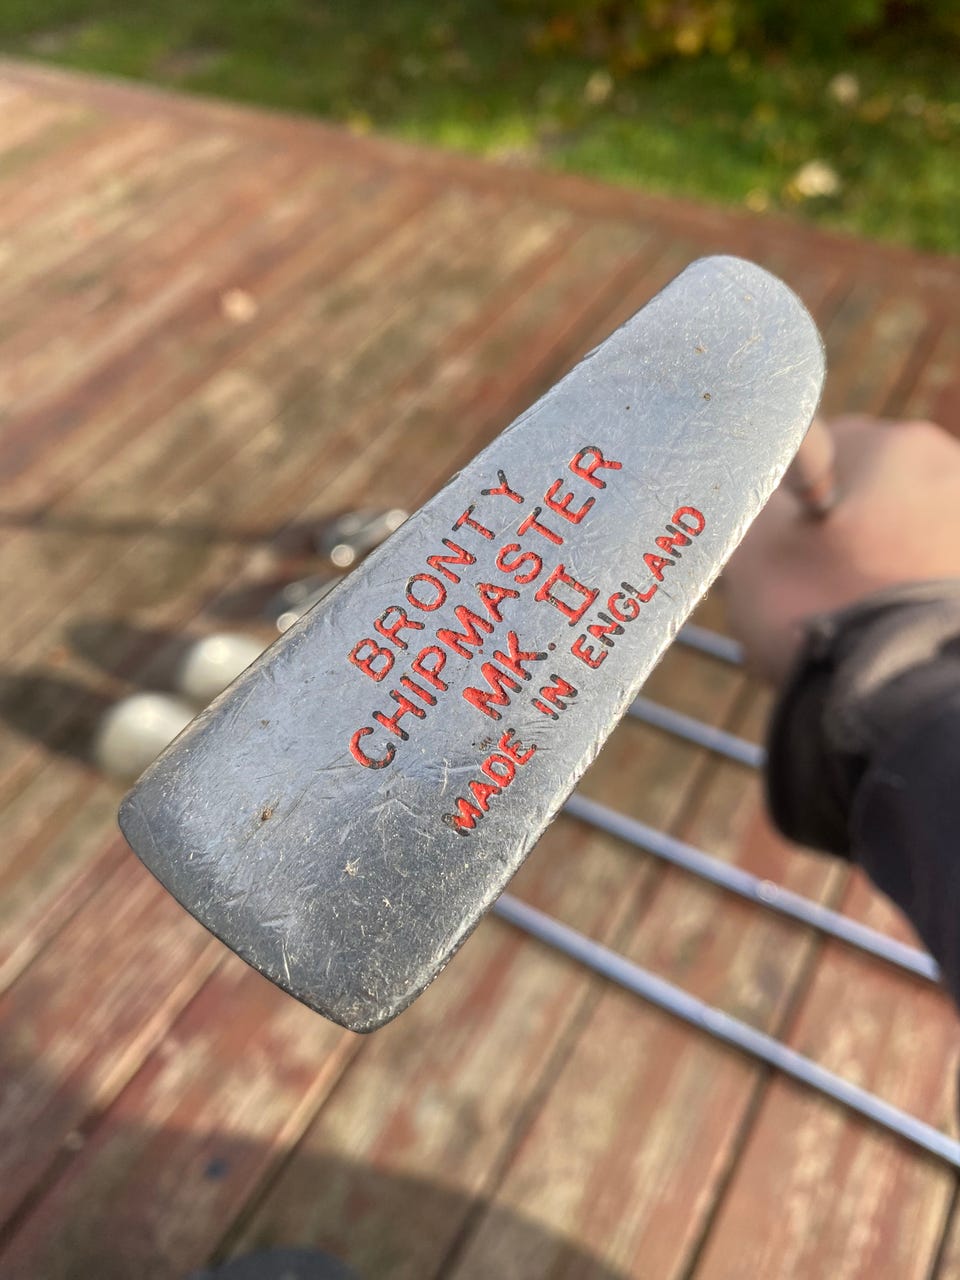 BRONTY
CHIPMASTER
MK. II
MADE IN ENGLAND